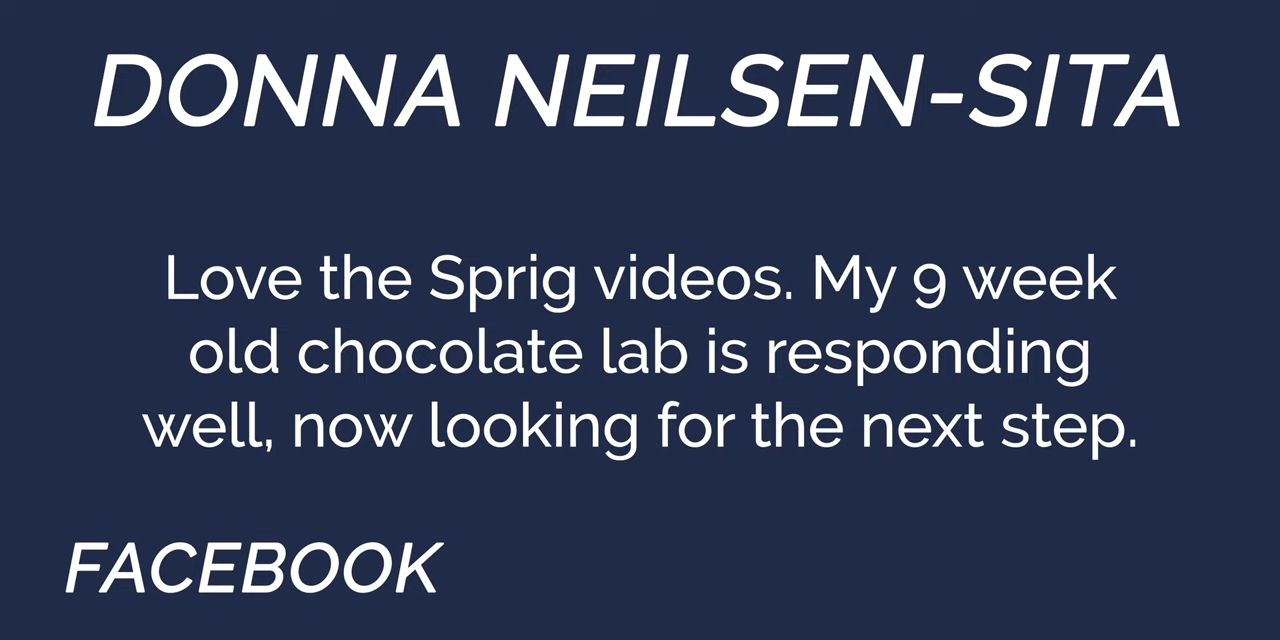 DONNA NEILSEN-SITA
Love the Sprig videos. My 9 week
old chocolate lab is responding
well, now looking for the next step.
FACEBOOK